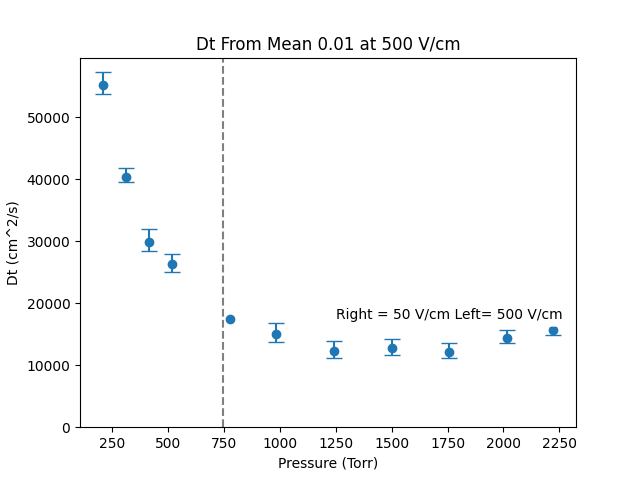 Dt From Mean 0.01 at 500 V/cm
Dt (cm^2/s)
50000
40000
30000
20000
10000
0
Right = 50 V/cm Left= 500 V/cm
250 500 750 1000 1250 1500 1750 2000 2250
Pressure (Torr)